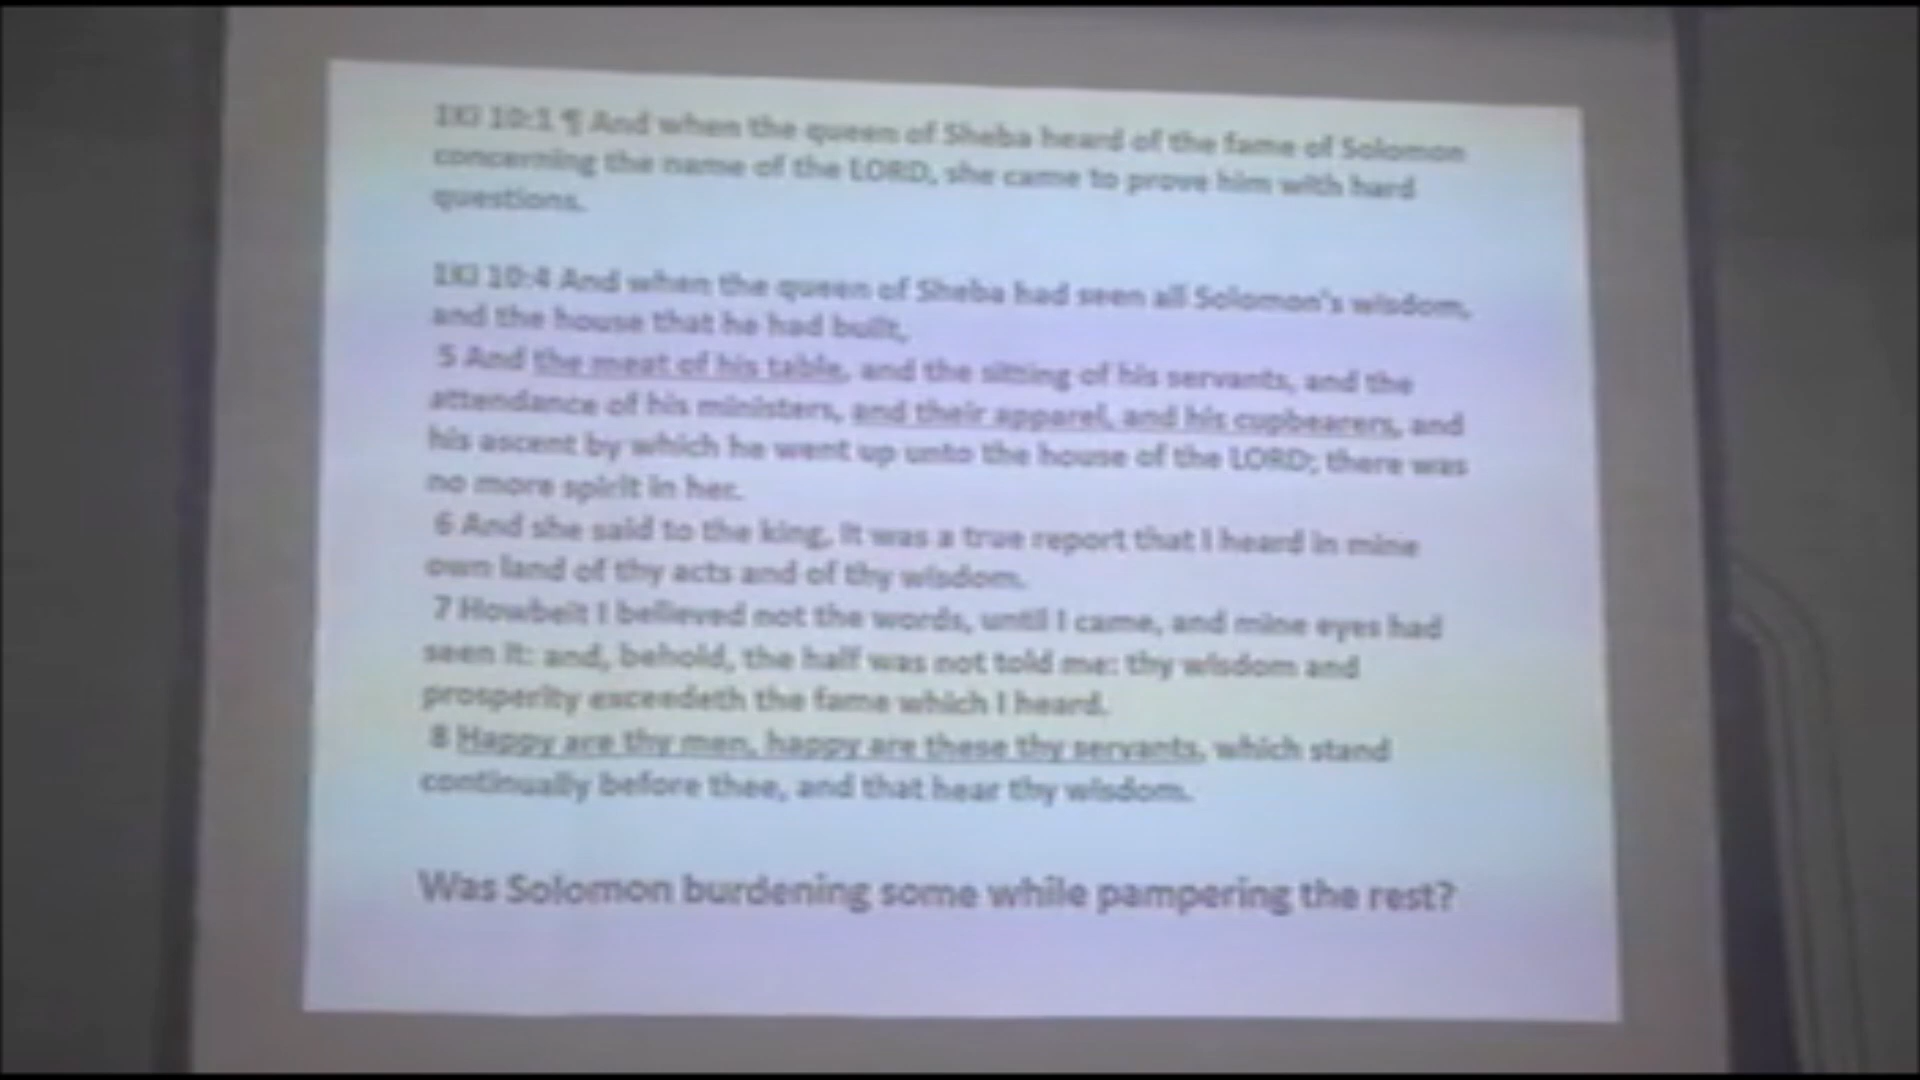 1KI 10:1 ¶ And when the queen of Sheba heard of the fame of Solomon
concerning the name of the LORD, she came to prove him with hard
questions.
1KI 10:4 And when the queen of Sheba had seen all Solomon's wisdom,
and the house that he had built,
5 And the meat of his table, and the sitting of his servants, and the
attendance of his ministers, and their apparel, and his cupbearers, and
his ascent by which he went up unto the house of the LORD; there was
no more spirit in her.
6 And she said to the king, It was a true report that I heard in mine
own land of thy acts and of thy wisdom.
7 Howbeit I believed not the words, until I came, and mine eyes had
seen it: and, behold, the half was not told me: thy wisdom and
prosperity exceedeth the fame which I heard.
8 Happy are thy men, happy are these thy servants, which stand
continually before thee, and that hear thy wisdom.
Was Solomon burdening some while pampering the rest?